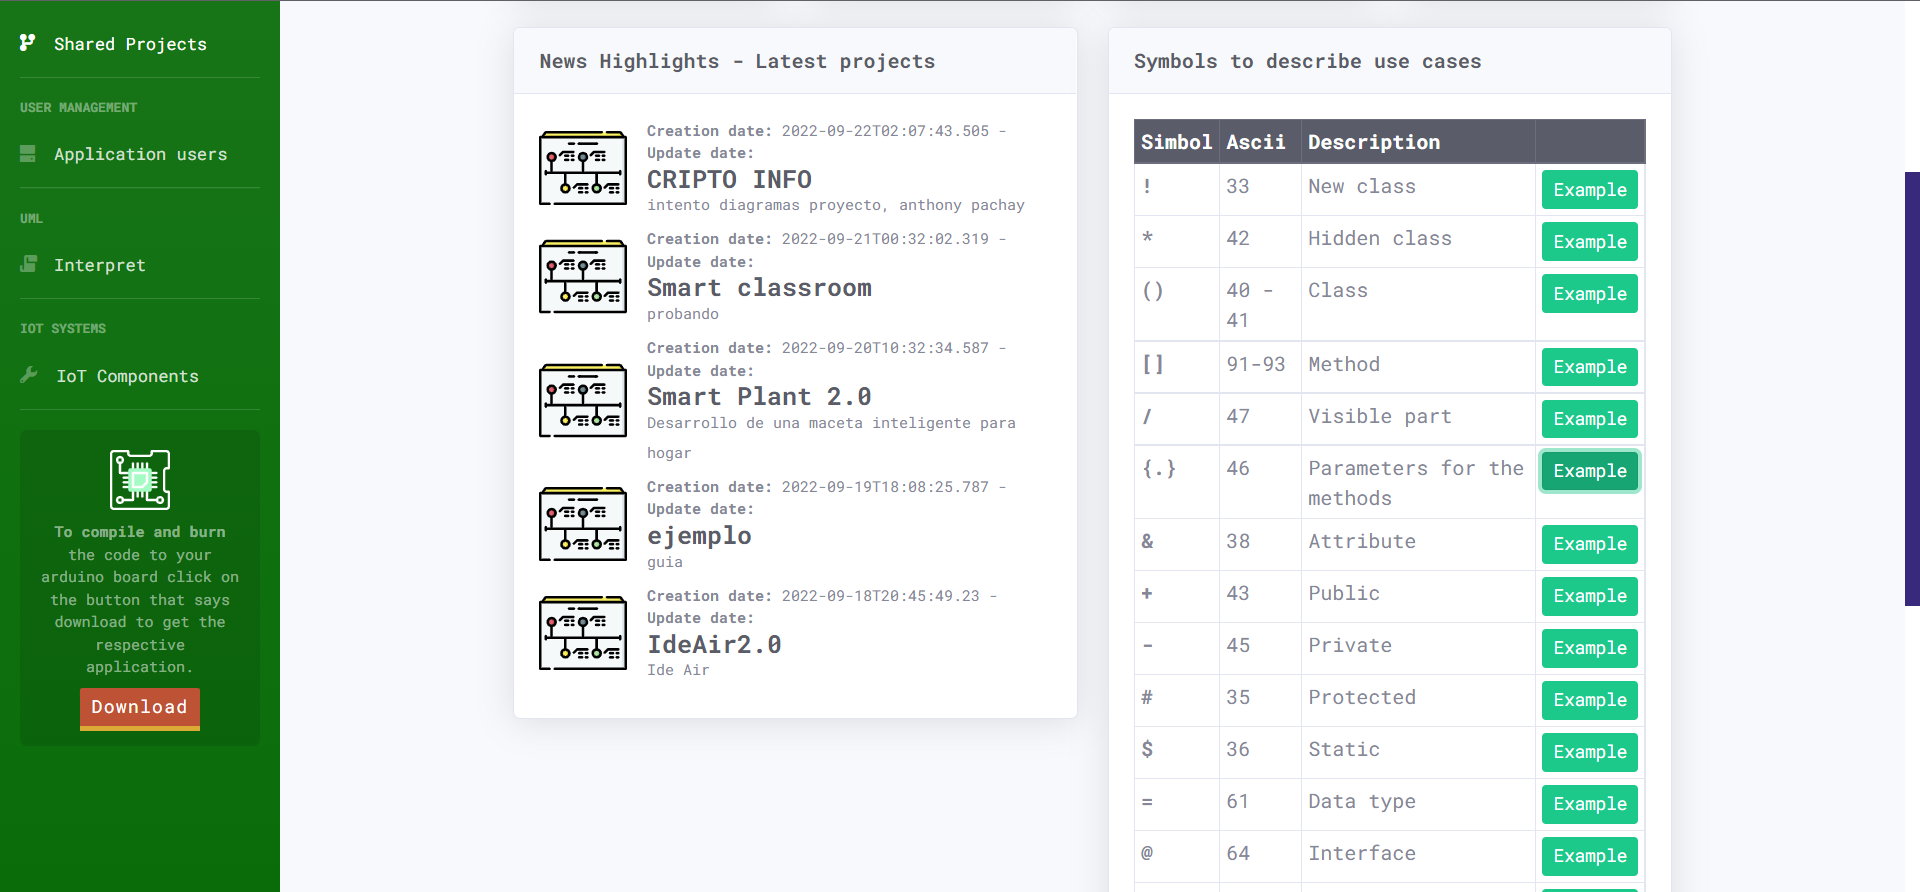 Shared Projects
USER MANAGEMENT
Application users
UML
Interpret
IOT SYSTEMS
IoT Components
To compile and burn
the code to your
arduino board click on
the button that says
download to get the
respective
application.
Download
News Highlights - Latest projects
Creation date: 2022-09-22T02:07:43.505 -
Update date:
CRIPTO INFO
intento diagramas proyecto, anthony pachay
Creation date: 2022-09-21T00:32:02.319 -
Update date:
Smart classroom
probando
Creation date: 2022-09-20T10:32:34.587 -
Update date:
Smart Plant 2.0
Desarrollo de una maceta inteligente para
hogar
Creation date: 2022-09-19T18:08:25.787 -
Update date:
ejemplo
guia
Creation date: 2022-09-18T20:45:49.23 -
Update date:
IdeAir2.0
Ide Air
Symbols to describe use cases
Simbol Ascii Description
! 33 New class Example
* 42 Hidden class Example
() 40 - Class Example
41
[] 91-93 Method Example
/ 47 Visible part Example
{.} 46 Parameters for the Example
methods
& 38 Attribute Example
+ 43 Public Example
- 45 Private Example
# 35 Protected Example
$ 36 Static Example
= 61 Data type Example
@ 64 Interface Example